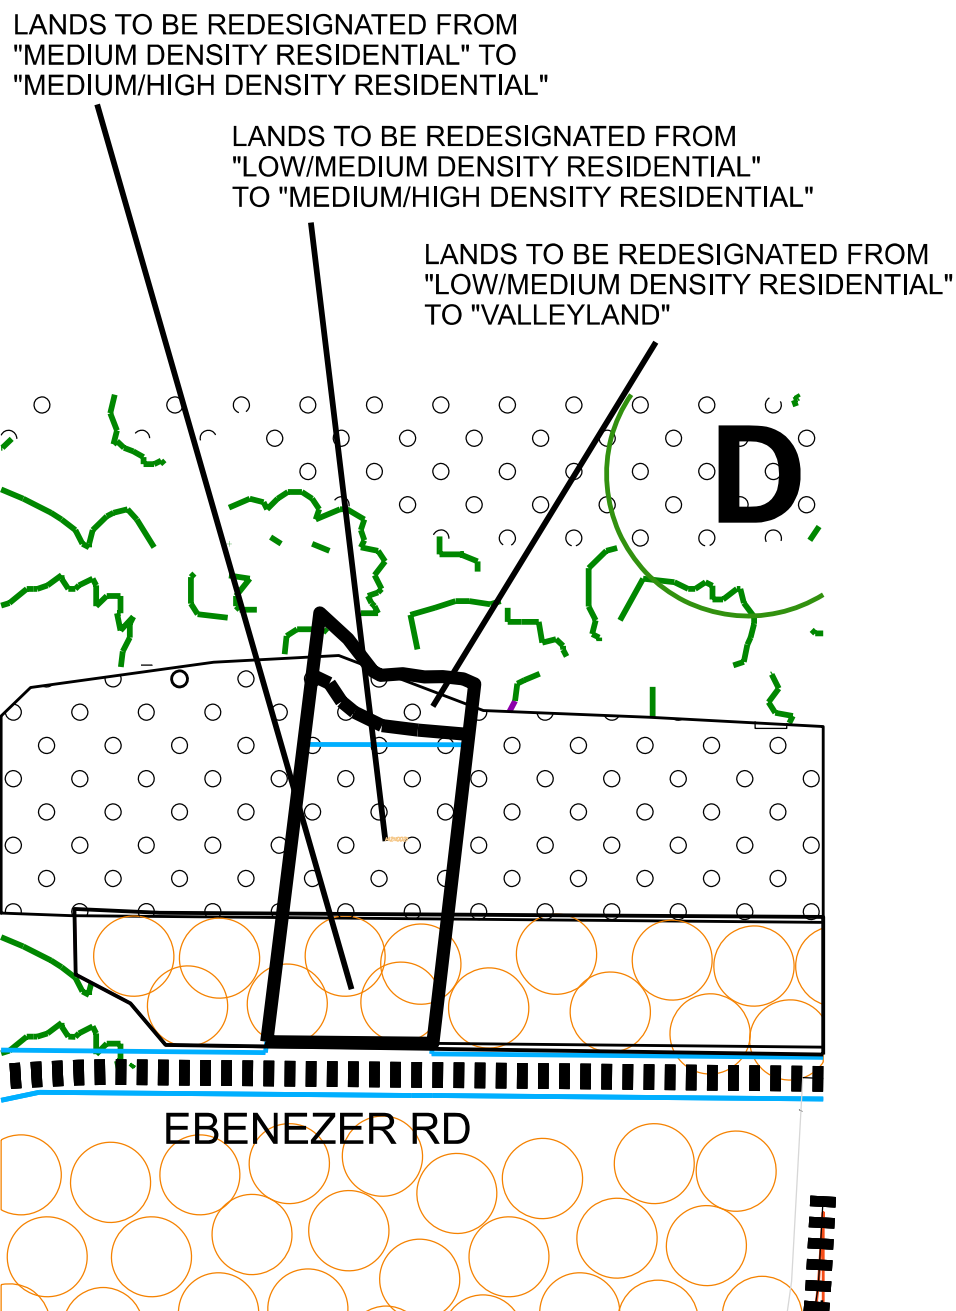 LANDS TO BE REDESIGNATED FROM
"MEDIUM DENSITY RESIDENTIAL" TO
"MEDIUM/HIGH DENSITY RESIDENTIAL"
LANDS TO BE REDESIGNATED FROM
"LOW/MEDIUM DENSITY RESIDENTIAL"
TO "MEDIUM/HIGH DENSITY RESIDENTIAL"
LANDS TO BE REDESIGNATED FROM
"LOW/MEDIUM DENSITY RESIDENTIAL"
TO "VALLEYLAND"
D
EBENEZER RD